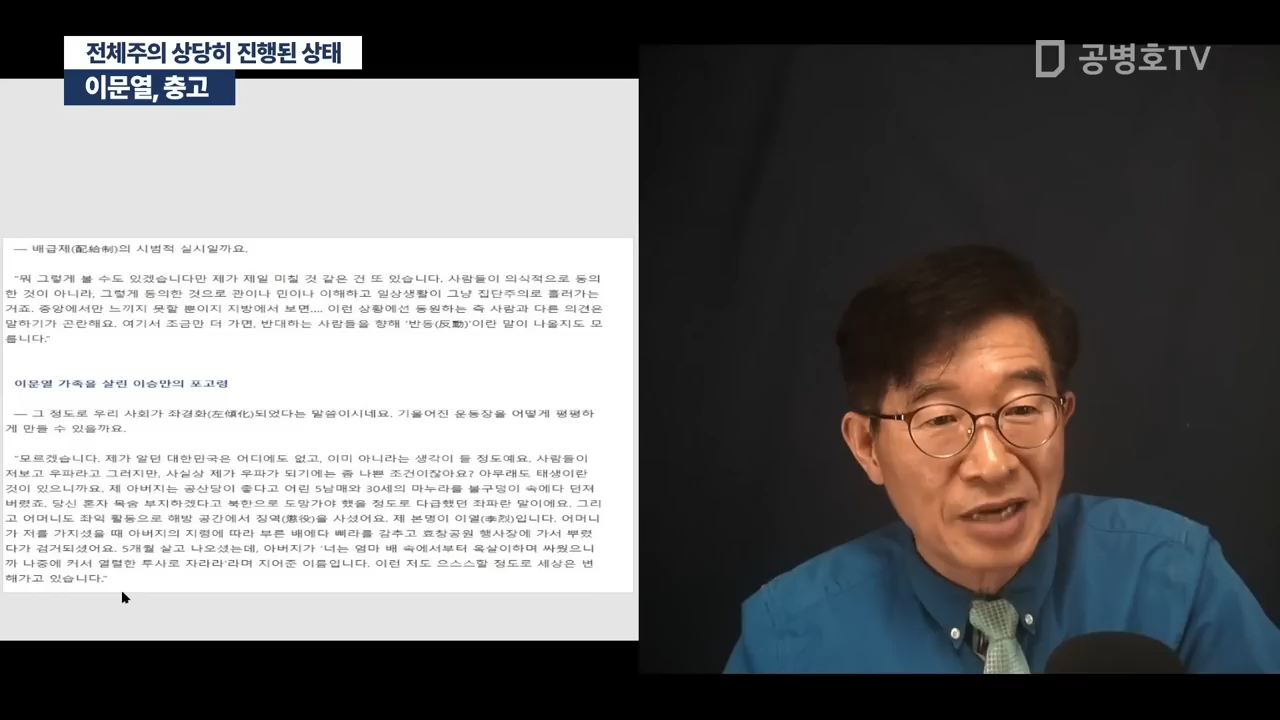 전체주의 상당히 진행된 상태
이문열, 충고
공병호TV
— 배급제(配給制)의 시범적 실시일까요.
“뭐 그렇게 볼 수도 있겠습니다만 제가 제일 미칠 것 같은 건 또 있습니다. 사람들이 의식적으로 동의
한 것이 아니라, 그렇게 동의한 것으로 관이나 민이나 이해하고 일상생활이 그냥 집단주의로 흘러가는
거죠. 중앙에서만 느끼지 못할 뿐이지 지방에서 보면.... 이런 상황에선 동원하는 즉 사람과 다른 의견은
말하기가 곤란해요. 여기서 조금만 더 가면, 반대하는 사람들을 향해 ‘반동(反動)’이란 말이 나올지도 모
릅니다.”
이문열 가족을 살린 이승만의 포고령
— 그 정도로 우리 사회가 좌경화(左傾化)되었다는 말씀이시네요. 기울어진 운동장을 어떻게 평평하
게 만들 수 있을까요.
“모르겠습니다. 제가 알던 대한민국은 어디에도 없고, 이미 아니라는 생각이 들 정도예요. 사람들이
저보고 우파라고 그러지만, 사실상 제가 우파가 되기에는 좀 나쁜 조건이잖아요? 아무래도 태생이란
것이 있으니까요. 제 아버지는 공산당이 좋다고 어린 5남매와 30세의 마누라를 불구덩이 속에다 던져
버렸죠. 당신 혼자 목숨 부지하겠다고 북한으로 도망가야 했을 정도로 다급했던 좌파란 말이에요. 그리
고 어머니도 좌익 활동으로 해방 공간에서 징역(懲役)을 사셨어요. 제 본명이 이열(李烈)입니다. 어머니
가 저를 가지셨을 때 아버지의 지령에 따라 부른 배에다 삐라를 감추고 효창공원 행사장에 가서 뿌렸
다가 검거되셨어요. 5개월 살고 나오셨는데, 아버지가 ‘너는 엄마 배 속에서부터 옥살이하며 싸웠으니
까 나중에 커서 열렬한 투사로 자라라’라며 지어준 이름입니다. 이런 저도 으스스할 정도로 세상은 변
해가고 있습니다.”